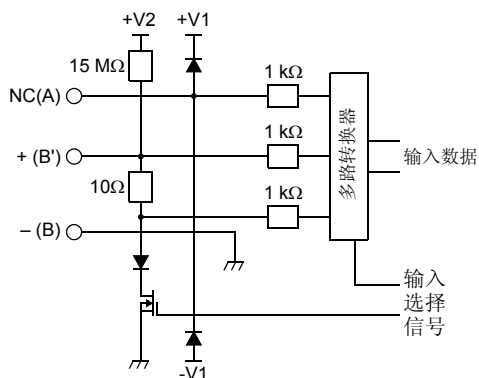 +V2
+V1
15 MΩ
1 kΩ
NC(A)
1 kΩ
+ (B')
多路转换器
输入数据
10Ω
1 kΩ
– (B)
输入
选择
信号
-V1